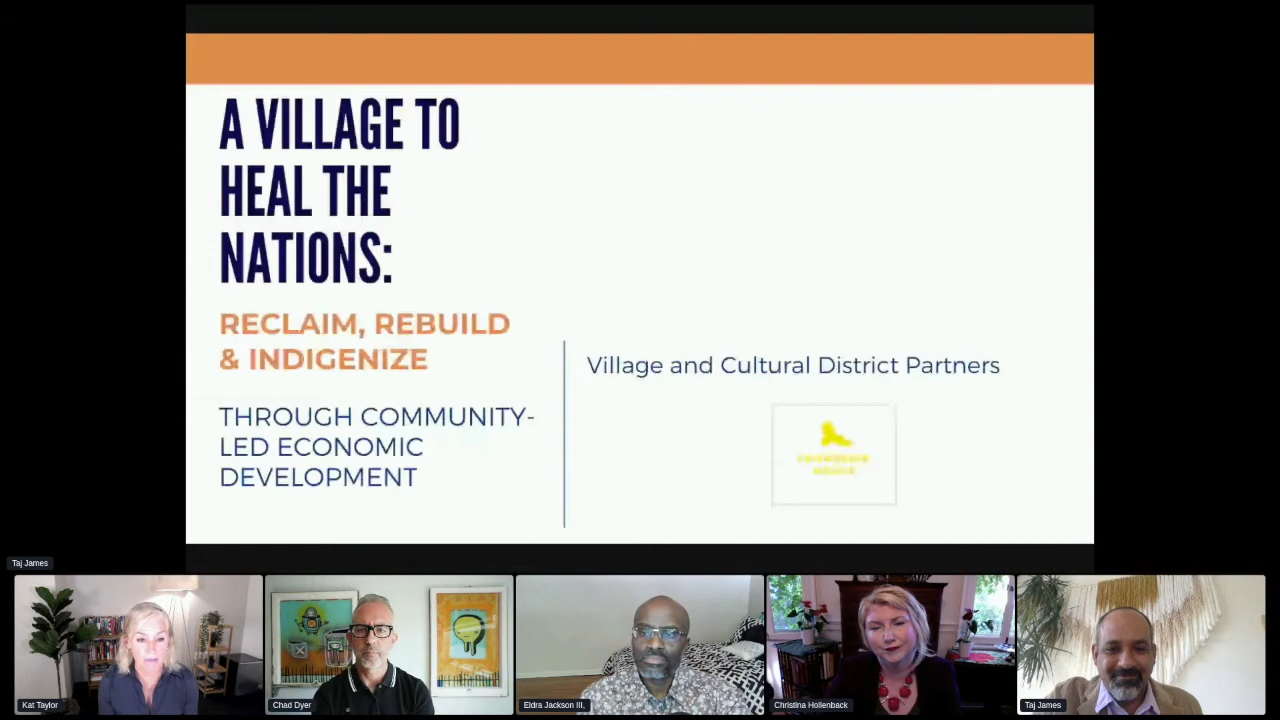 A VILLAGE TO
HEAL THE
NATIONS:
RECLAIM, REBUILD
& INDIGENIZE
THROUGH COMMUNITY-
LED ECONOMIC
DEVELOPMENT
Village and Cultural District Partners
Taj James
Kat Taylor
Chad Dyer
Eldra Jackson III,
Christina Hollenback
Taj James